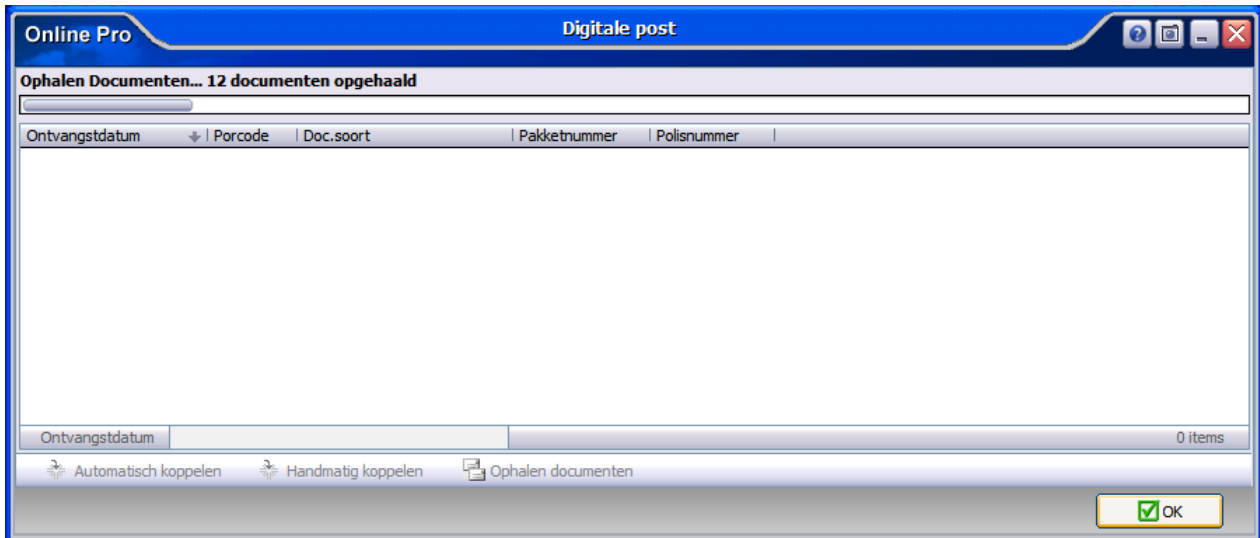 Online Pro
Digitale post
Ophalen Documenten... 12 documenten opgehaald
Ontvangstdatum Porcode Doc.soort Pakketnummer Polisnummer
Ontvangstdatum 0 items
Automatisch koppelen Handmatig koppelen Ophalen documenten
OK